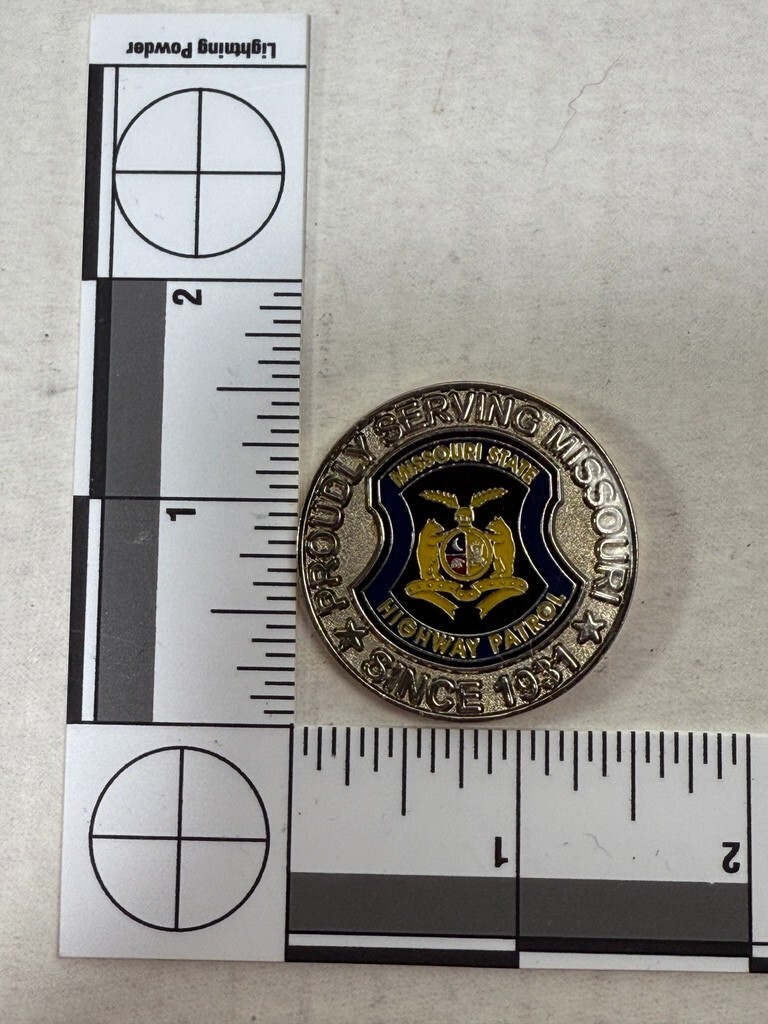 Lightning Powder
2
1
PROUDLY SERVING MISSOURI
MISSOURI STATE
HIGHWAY PATROL
★ SINCE 1931 ★
1
2